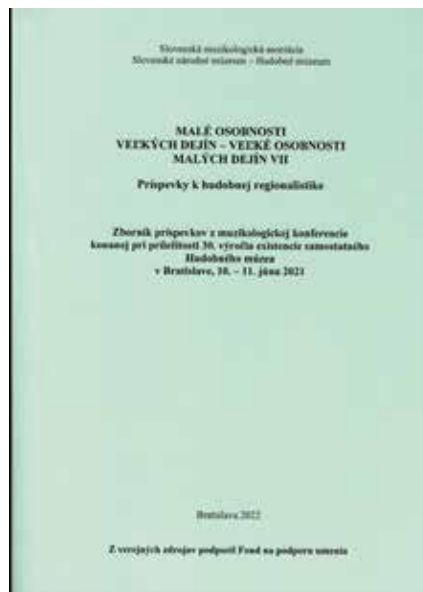 Slovenská muzikologická asociácia
Slovenské národné múzeum – Hudobné múzeum
MALÉ OSOBNOSTI
VEĽKÝCH DEJÍN – VEĽKÉ OSOBNOSTI
MALÝCH DEJÍN VII
Príspevky k hudobnej regionalistike
Zborník príspevkov z muzikologickej konferencie
konanej pri príležitosti 30. výročia existencie samostatného
Hudobného múzea
v Bratislave, 10. – 11. júna 2021
Bratislava 2022
Z verejných zdrojov podporil Fond na podporu umenia